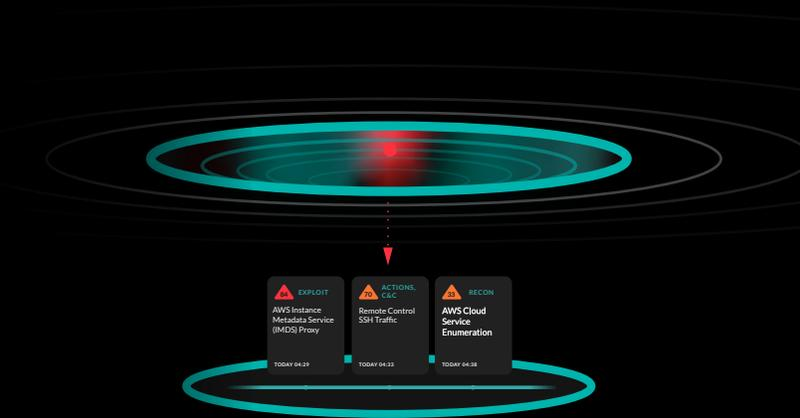 84 EXPLOIT
AWS Instance
Metadata Service
(IMDS) Proxy
TODAY 04:29
70 ACTIONS,
C&C
Remote Control
SSH Traffic
TODAY 04:33
33 RECON
AWS Cloud
Service
Enumeration
TODAY 04:38